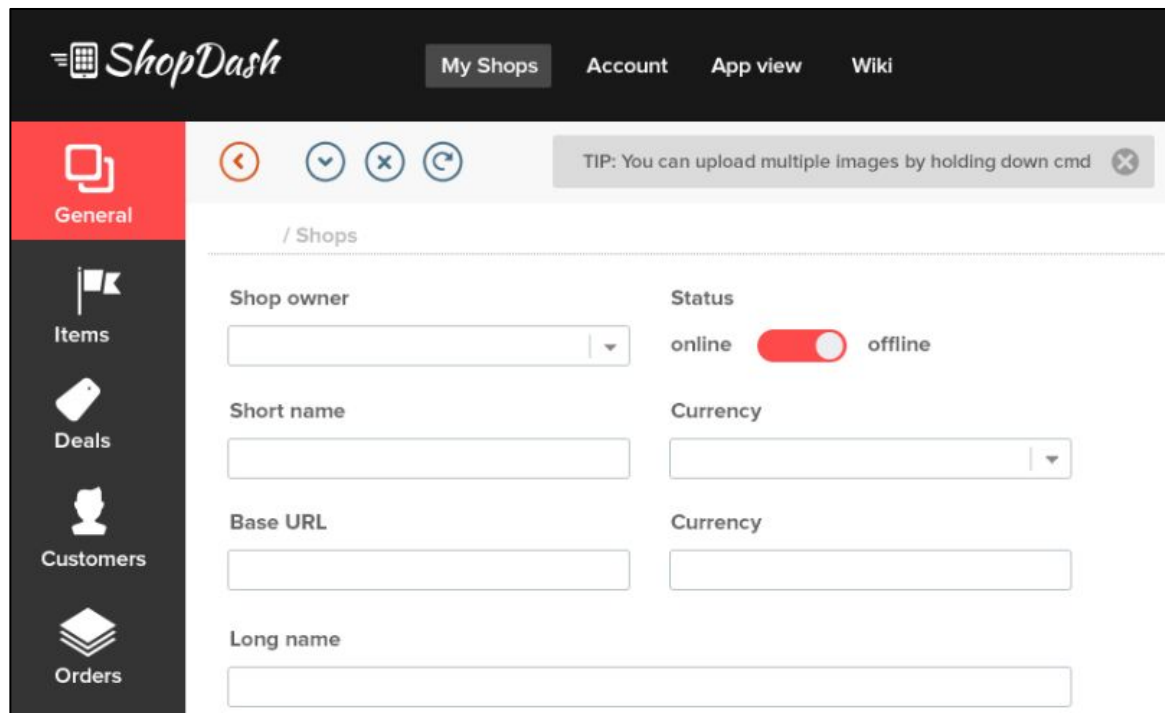 ShopDash
My Shops Account App view Wiki
TIP: You can upload multiple images by holding down cmd
General
/ Shops
Items
Shop owner
Status
online offline
Deals
Short name
Currency
Customers
Base URL
Currency
Orders
Long name